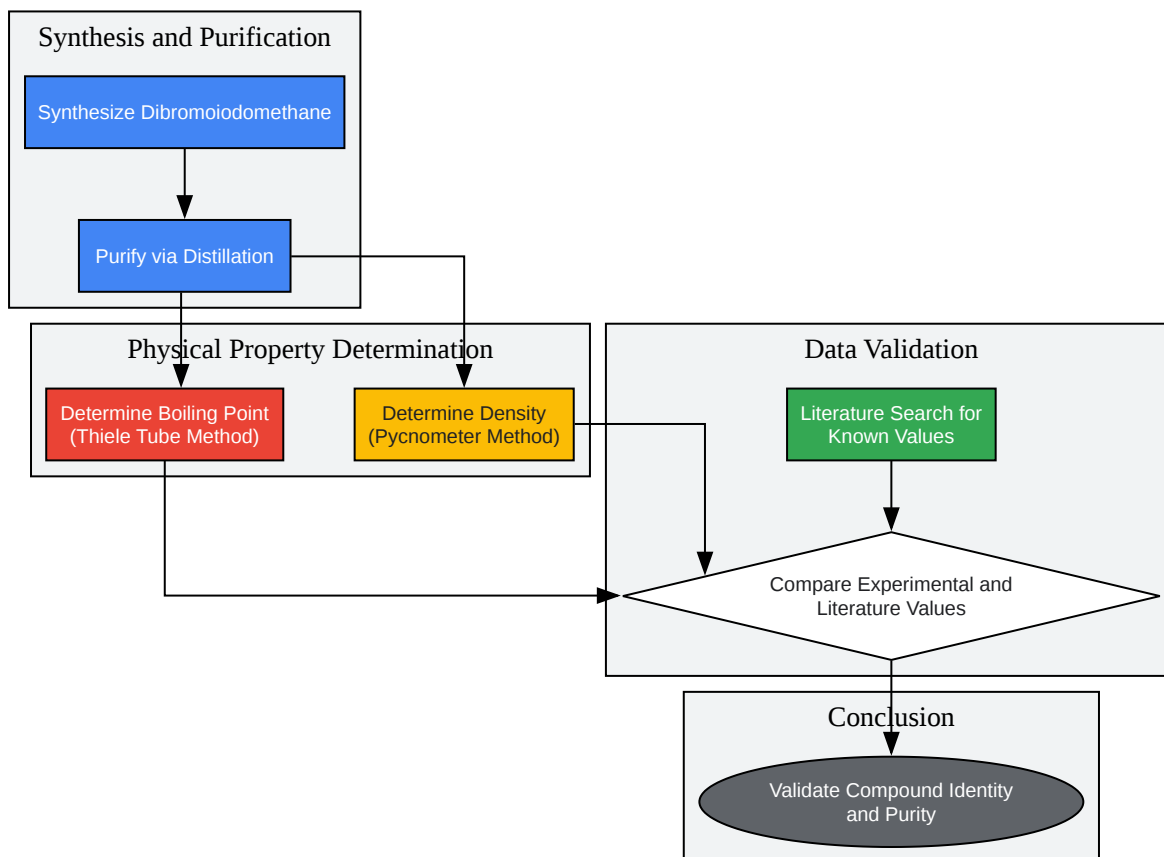 Synthesis and Purification
Synthesize Dibromoiodomethane
Purify via Distillation
Physical Property Determination
Determine Boiling Point
(Thiele Tube Method)
Determine Density
(Pycnometer Method)
Data Validation
Literature Search for
Known Values
Compare Experimental and
Literature Values
Conclusion
Validate Compound Identity
and Purity